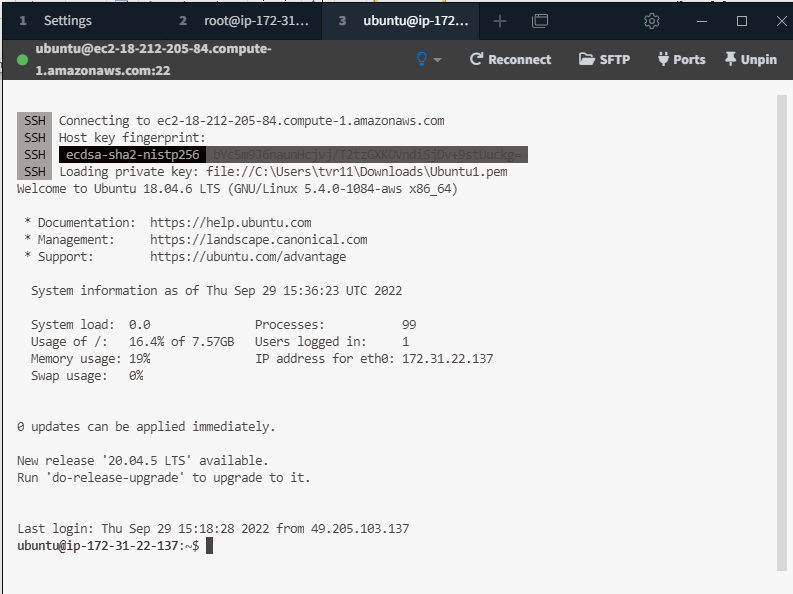 1 Settings 2 root@ip-172-31... 3 ubuntu@ip-172...
ubuntu@ec2-18-212-205-84.compute-
1.amazonaws.com:22
Reconnect SFTP Ports Unpin
SSH Connecting to ec2-18-212-205-84.compute-1.amazonaws.com
SSH Host key fingerprint:
SSH ecdsa-sha2-nistp256
SSH Loading private key: file://C:\Users\tvr11\Downloads\Ubuntu1.pem
Welcome to Ubuntu 18.04.6 LTS (GNU/Linux 5.4.0-1084-aws x86_64)
* Documentation: https://help.ubuntu.com
* Management: https://landscape.canonical.com
* Support: https://ubuntu.com/advantage
System information as of Thu Sep 29 15:36:23 UTC 2022
System load: 0.0 Processes: 99
Usage of /: 16.4% of 7.57GB Users logged in: 1
Memory usage: 19% IP address for eth0: 172.31.22.137
Swap usage: 0%
0 updates can be applied immediately.
New release '20.04.5 LTS' available.
Run 'do-release-upgrade' to upgrade to it.
Last login: Thu Sep 29 15:18:28 2022 from 49.205.103.137
ubuntu@ip-172-31-22-137:~$